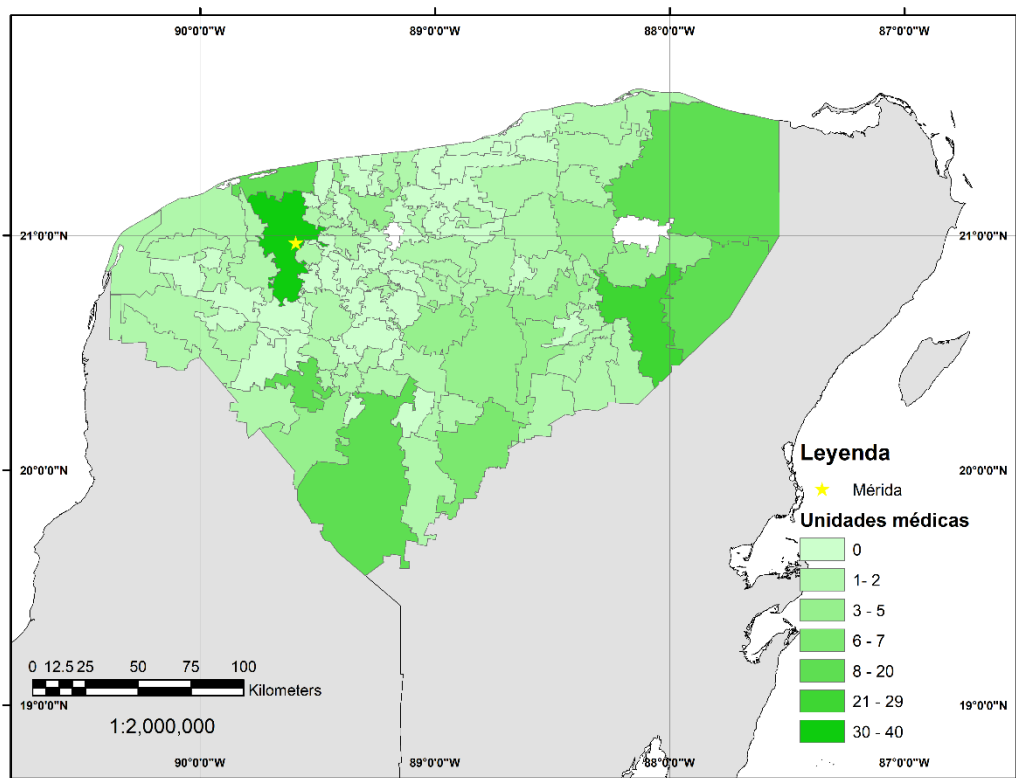 90°0'0"W 89°0'0"W 88°0'0"W 87°0'0"W
21°0'0"N 21°0'0"N
20°0'0"N 20°0'0"N
19°0'0"N 19°0'0"N
Leyenda
Mérida
Unidades médicas
0
1- 2
3 - 5
6 - 7
8 - 20
21 - 29
30 - 40
0 12.5 25 50 75 100
Kilometers
1:2,000,000
90°0'0"W 89°0'0"W 88°0'0"W 87°0'0"W